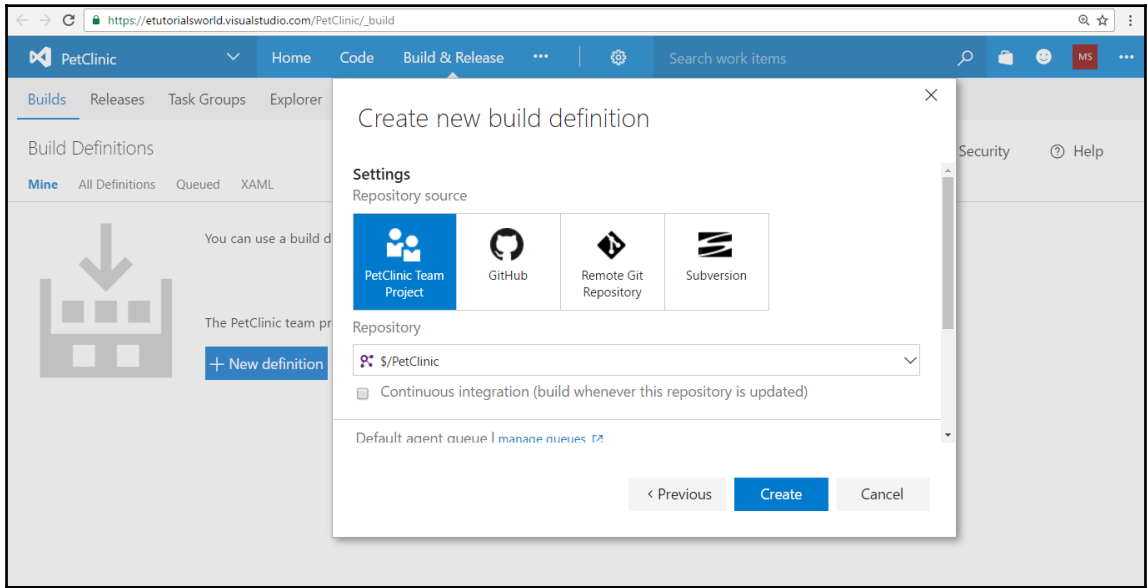 https://etutorialsworld.visualstudio.com/PetClinic/_build
PetClinic Home Code Build & Release Search work items MS
Builds Releases Task Groups Explorer
Create new build definition
Build Definitions
Security Help
Mine All Definitions Queued XAML
Settings
Repository source
You can use a build d
PetClinic Team Project
GitHub
Remote Git Repository
Subversion
The PetClinic team pr
Repository
+ New definition
$/PetClinic
Continuous integration (build whenever this repository is updated)
Default agent queue | manage queues
< Previous Create Cancel